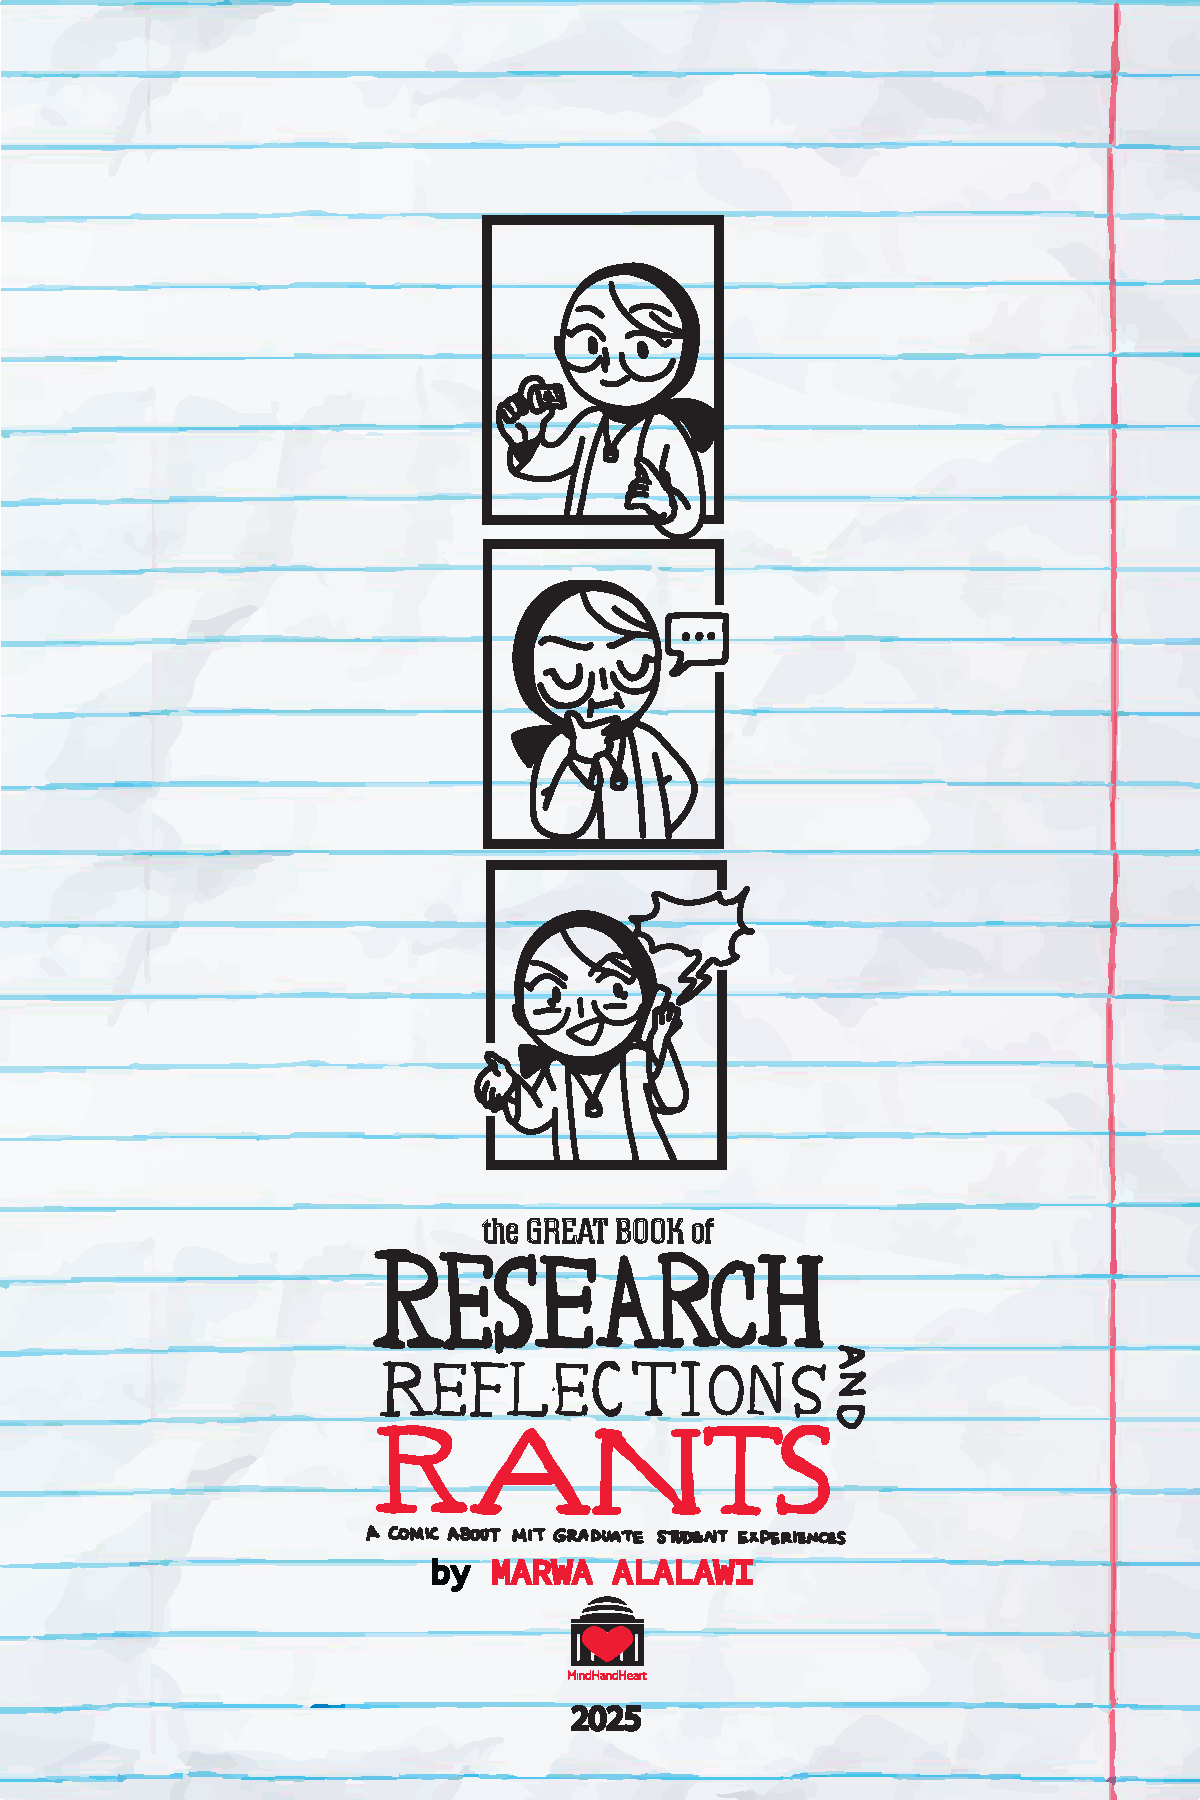 ...
the GREAT BOOK of
RESEARCH
REFLECTIONS AND
RANTS
A COMIC ABOUT MIT GRADUATE STUDENT EXPERIENCES
by MARWA ALALAWI
MindHandHeart
2025